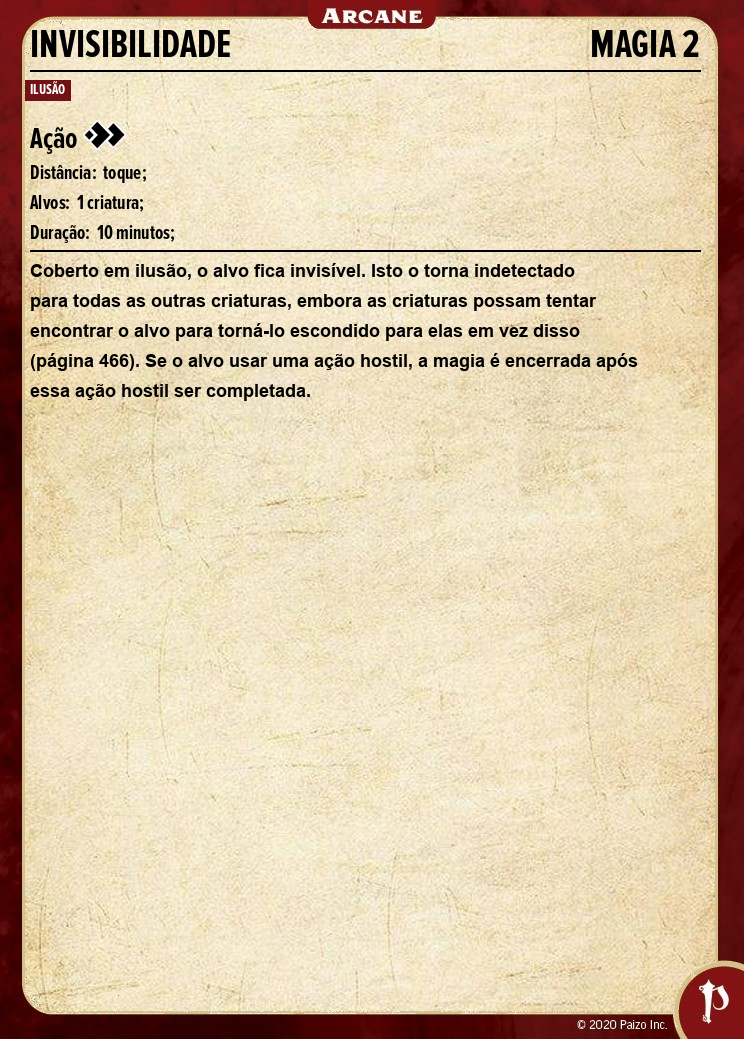 ARCANE
INVISIBILIDADE MAGIA 2
ILUSÃO
Ação
Distância: toque;
Alvos: 1 criatura;
Duração: 10 minutos;
Coberto em ilusão, o alvo fica invisível. Isto o torna indetectado
para todas as outras criaturas, embora as criaturas possam tentar
encontrar o alvo para torná-lo escondido para elas em vez disso
(página 466). Se o alvo usar uma ação hostil, a magia é encerrada após
essa ação hostil ser completada.
© 2020 Paizo Inc.
P